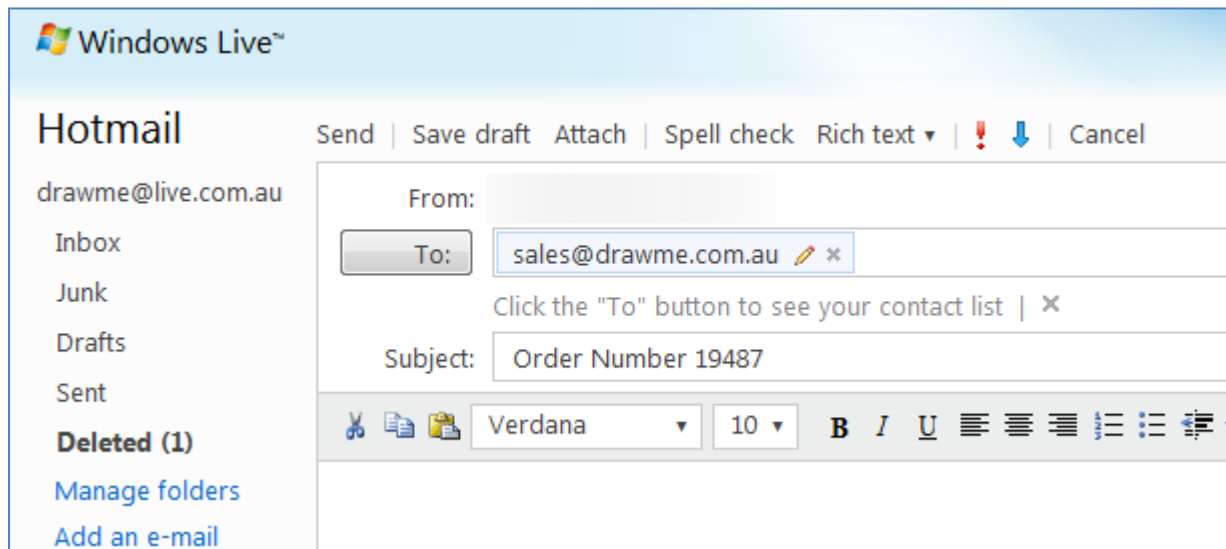 Windows Live™
Hotmail
Send | Save draft Attach | Spell check Rich text | Cancel
drawme@live.com.au
From:
Inbox
To: sales@drawme.com.au
Junk
Click the "To" button to see your contact list |
Drafts
Subject: Order Number 19487
Sent
Verdana 10 B I U
Deleted (1)
Manage folders
Add an e-mail